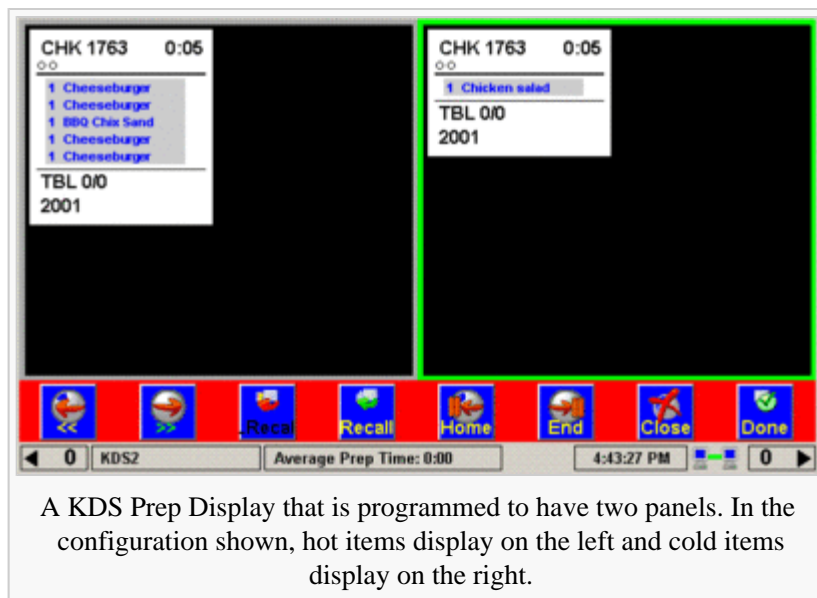 CHK 1763 0:05
1 Cheeseburger
1 Cheeseburger
1 BBQ Chix Sand
1 Cheeseburger
1 Cheeseburger
TBL 0/0
2001
CHK 1763 0:05
1 Chicken salad
TBL 0/0
2001
<< >> .Recal Recall Home End Close Done
0 KDS2 Average Prep Time: 0:00 4:43:27 PM 0
A KDS Prep Display that is programmed to have two panels. In the
configuration shown, hot items display on the left and cold items
display on the right.